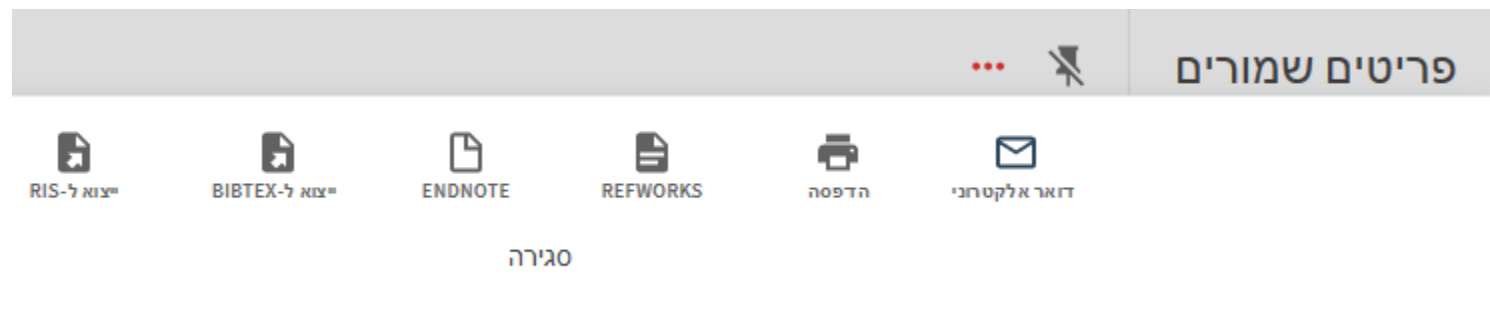 פריטים שמורים
דואר אלקטרוני
הדפסה
REFWORKS
ENDNOTE
ייצוא ל-BIBTEX
ייצוא ל-RIS
סגירה